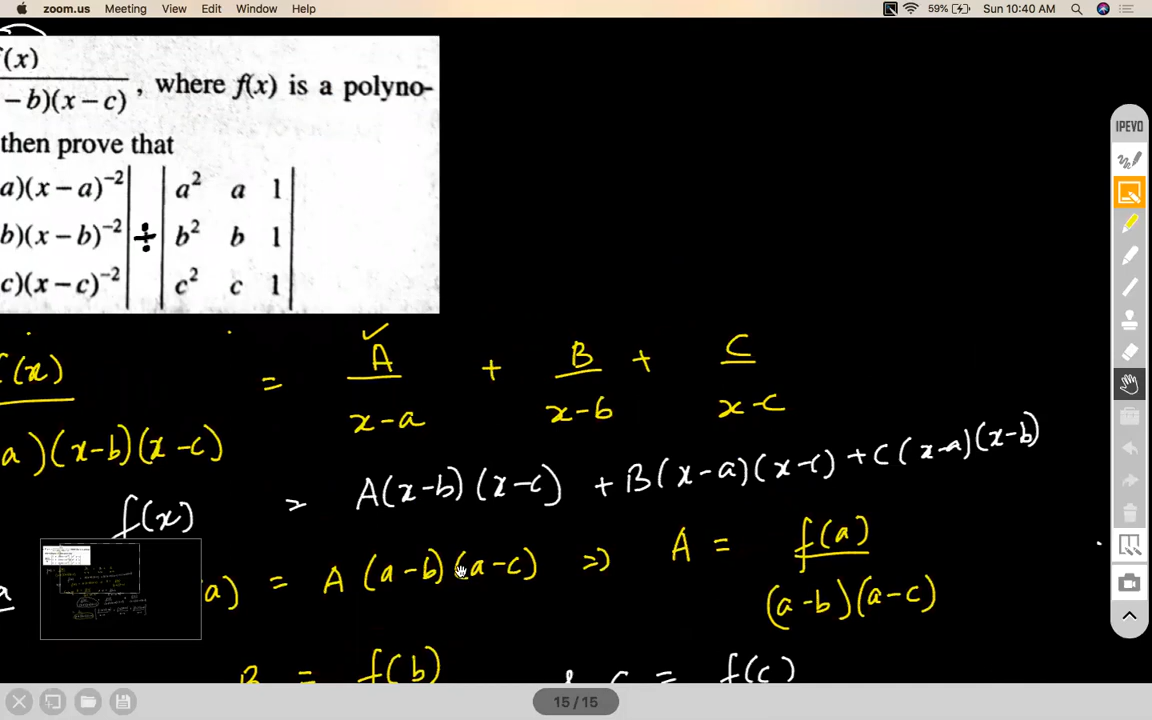 zoom.us Meeting View Edit Window Help 59% Sun 10:40 AM
f(x)
-b)(x-c) , where f(x) is a polyno-
then prove that
a)(x-a)⁻²| |a² a 1|
b)(x-b)⁻²| ÷ |b² b 1|
c)(x-c)⁻²| |c² c 1|
IPEVO
f(x) = A + B + C
a)(x-b)(x-c) x-a x-b x-c
f(x) = A(x-b)(x-c) + B(x-a)(x-c) + C(x-a)(x-b)
a) = A(a-b)(a-c) ⇒ A = f(a)
(a-b)(a-c)
B = f(b) & C = f(c)
15/15